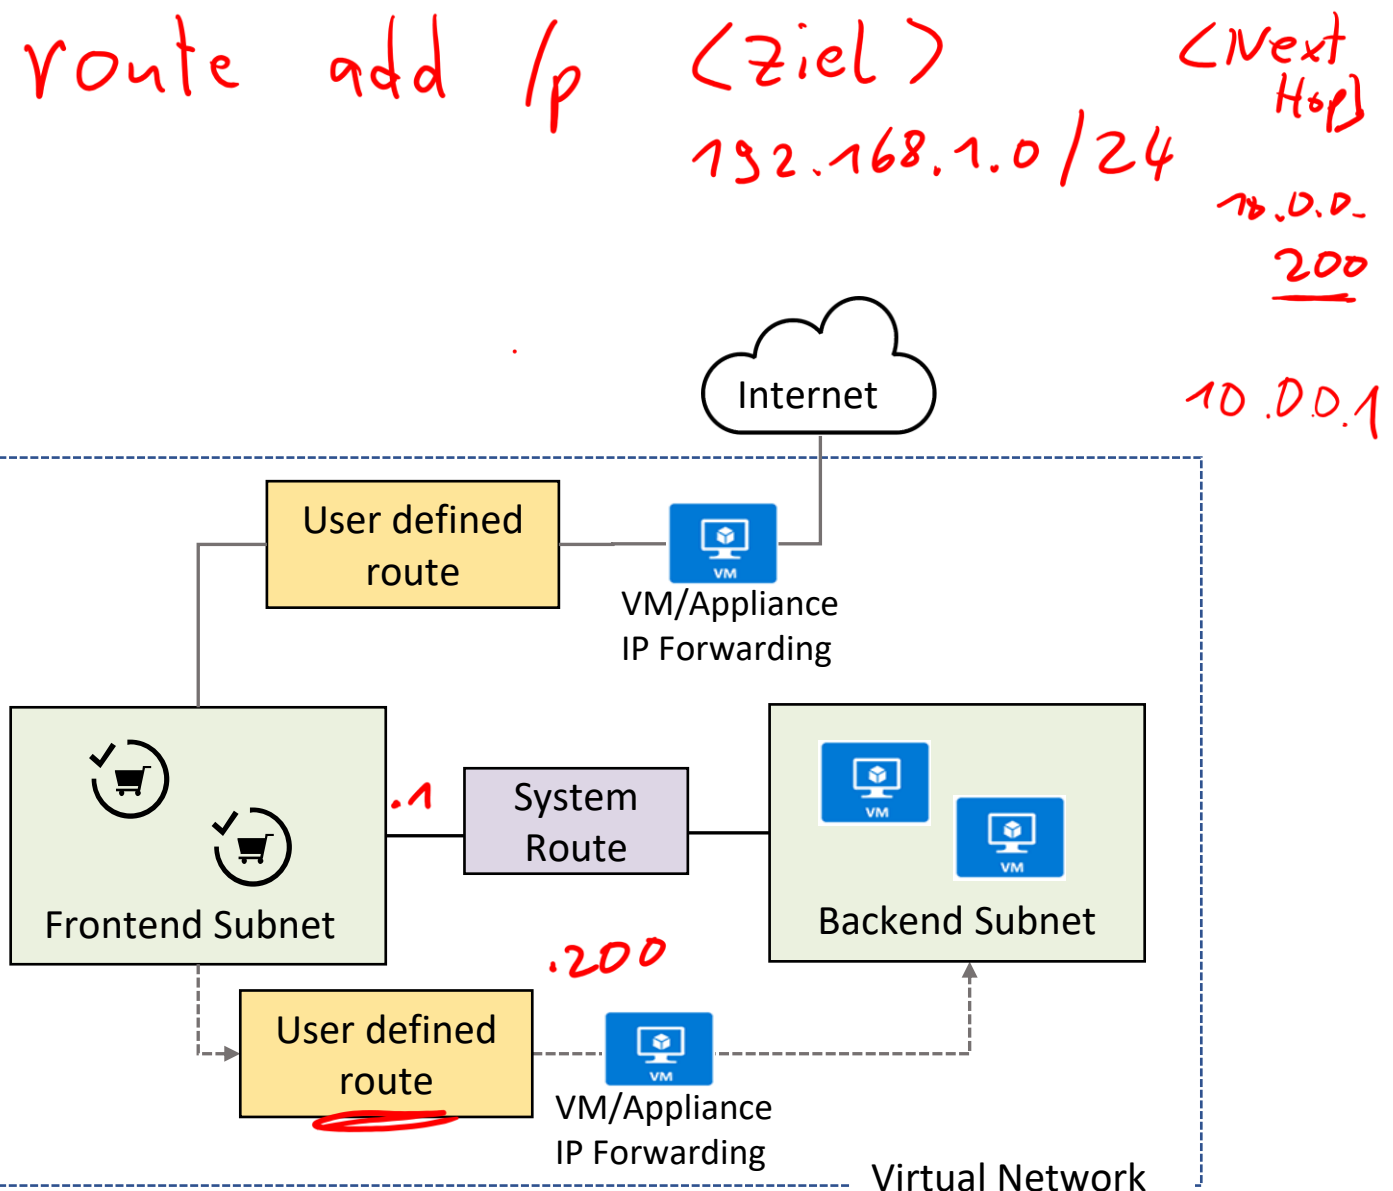 route add /p <Ziel> <Next
Hop>
192.168.1.0/24
10.0.0.
200
10.0.0.1
Internet
User defined
route
VM
VM/Appliance
IP Forwarding
.1
System
Route
VM
VM
Frontend Subnet
Backend Subnet
.200
User defined
route
VM
VM/Appliance
IP Forwarding
Virtual Network